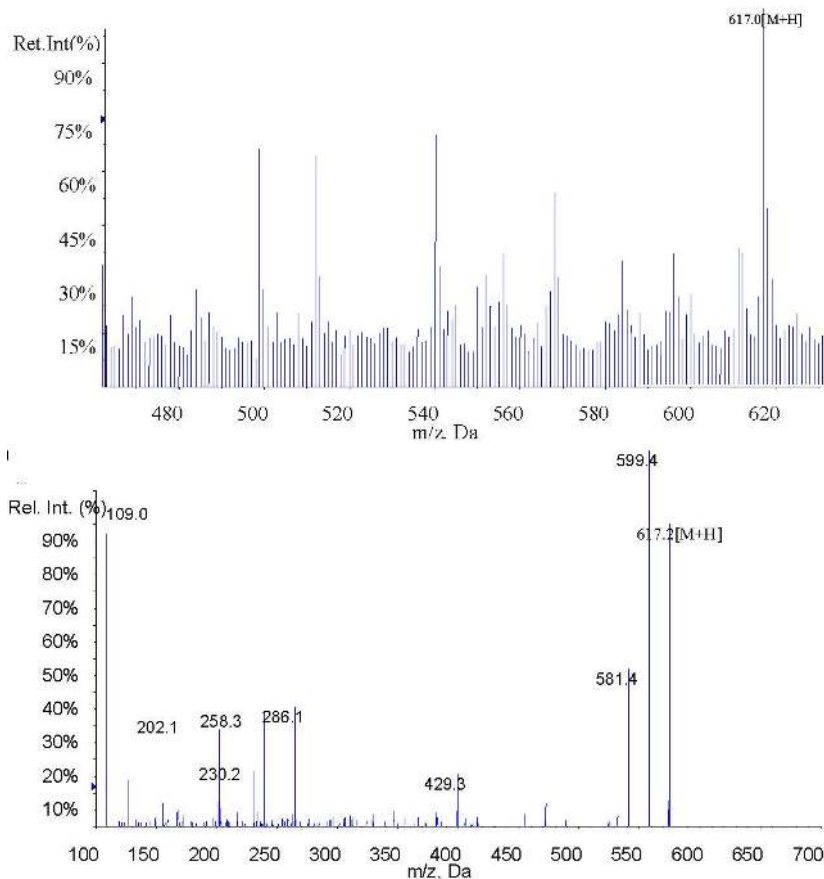 617.0[M+H]
Ret.Int(%)
90%
75%
60%
45%
30%
15%
480 500 520 540 560 580 600 620
m/z, Da
599.4
Rel. Int. (%)
109.0
617.2[M+H]
90%
80%
70%
60%
50%
581.4
40%
202.1 258.3 286.1
30%
230.2
20%
429.3
10%
100 150 200 250 300 350 400 450 500 550 600 650 700
m/z, Da